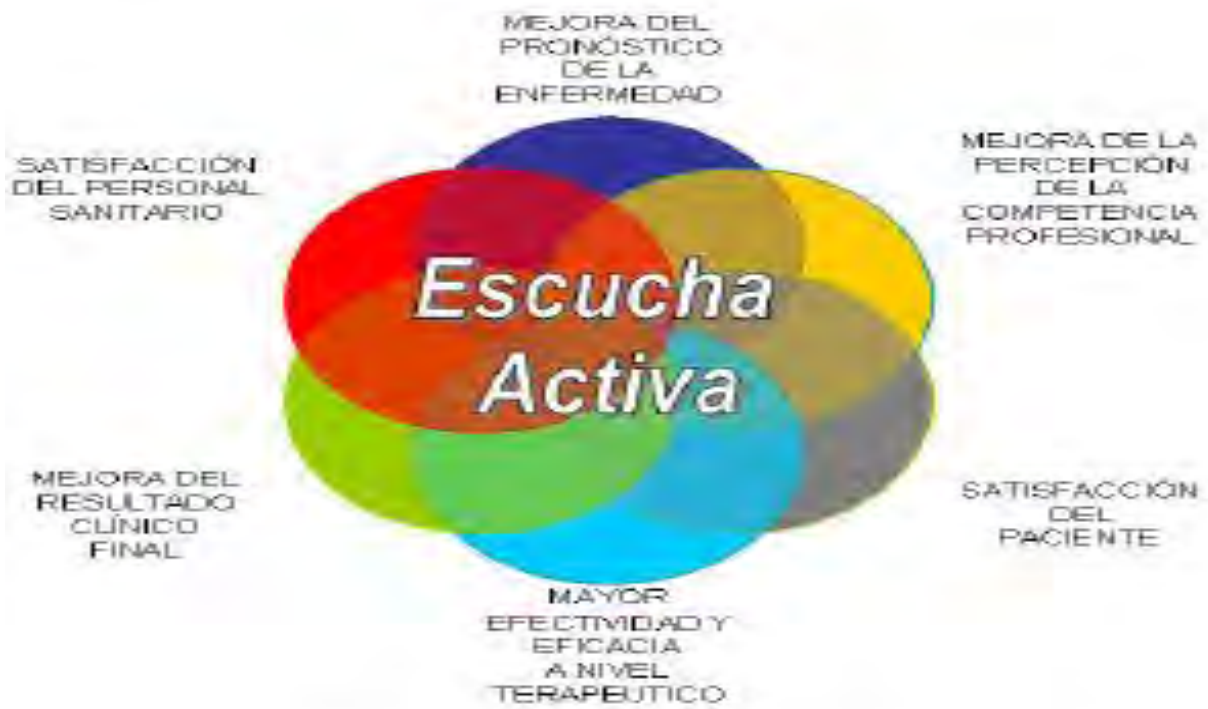 MEJORA DEL
PRONÓSTICO
DE LA
ENFERMEDAD
MEJORA DE LA
PERCEPCIÓN
DE LA
COMPETENCIA
PROFESIONAL
SATISFACCIÓN
DEL PERSONAL
SANITARIO
Escucha
Activa
MEJORA DEL
RESULTADO
CLÍNICO
FINAL
SATISFACCIÓN
DEL
PACIENTE
MAYOR
EFECTIVIDAD Y
EFICACIA
A NIVEL
TERAPEUTICO